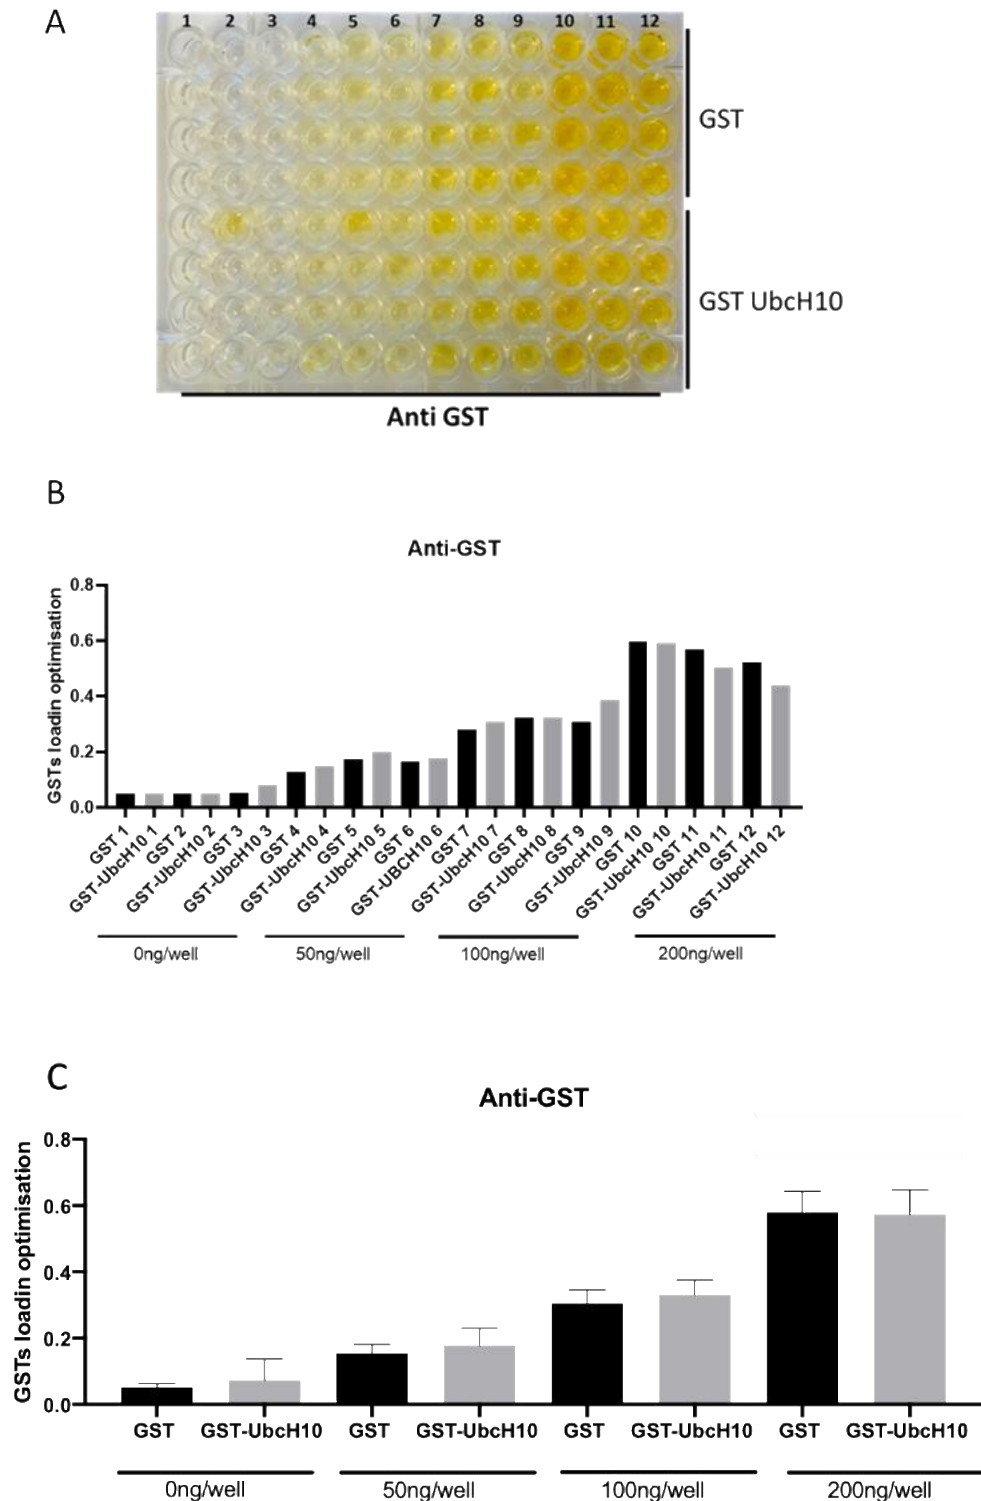 A
1 2 3 4 5 6 7 8 9 10 11 12
GST
GST UbcH10
Anti GST
B
Anti-GST
GSTs loadin optimisation
0.8
0.6
0.4
0.2
0.0
GST 1
GST-UbcH10 1
GST 2
GST-UbcH10 2
GST 3
GST-UbcH10 3
GST 4
GST-UbcH10 4
GST 5
GST-UbcH10 5
GST 6
GST-UBCH10 6
GST 7
GST-UbcH10 7
GST 8
GST-UbcH10 8
GST 9
GST-UbcH10 9
GST 10
GST-UbcH10 10
GST 11
GST-UbcH10 11
GST 12
GST-UbcH10 12
0ng/well 50ng/well 100ng/well 200ng/well
C
Anti-GST
GSTs loadin optimisation
0.8
0.6
0.4
0.2
0.0
GST GST-UbcH10 GST GST-UbcH10 GST GST-UbcH10 GST GST-UbcH10
0ng/well 50ng/well 100ng/well 200ng/well